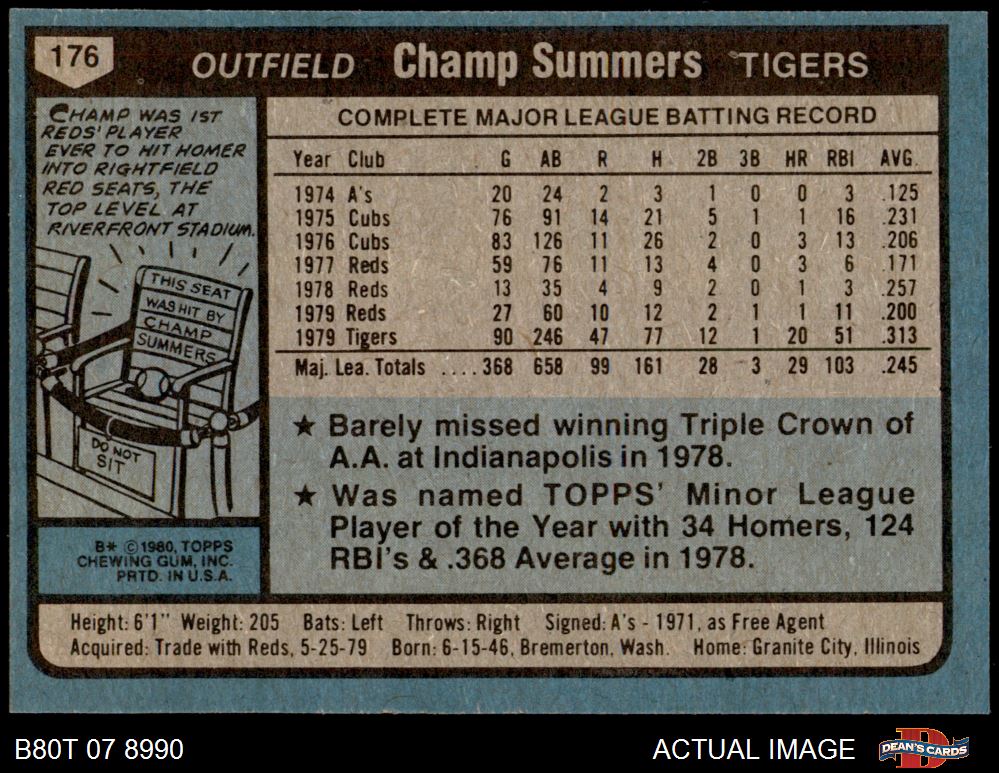 176 OUTFIELD Champ Summers TIGERS
CHAMP WAS 1ST
REDS' PLAYER
EVER TO HIT HOMER
INTO RIGHTFIELD
RED SEATS, THE
TOP LEVEL AT
RIVERFRONT STADIUM.
THIS SEAT
WAS HIT BY
CHAMP
SUMMERS
DO NOT
SIT
B* © 1980, TOPPS
CHEWING GUM, INC.
PRTD. IN U.S.A.
COMPLETE MAJOR LEAGUE BATTING RECORD
Year Club G AB R H 2B 3B HR RBI AVG.
1974 A's 20 24 2 3 1 0 0 3 .125
1975 Cubs 76 91 14 21 5 1 1 16 .231
1976 Cubs 83 126 11 26 2 0 3 13 .206
1977 Reds 59 76 11 13 4 0 3 6 .171
1978 Reds 13 35 4 9 2 0 1 3 .257
1979 Reds 27 60 10 12 2 1 1 11 .200
1979 Tigers 90 246 47 77 12 1 20 51 .313
Maj. Lea. Totals .... 368 658 99 161 28 3 29 103 .245
★ Barely missed winning Triple Crown of
A.A. at Indianapolis in 1978.
★ Was named TOPPS' Minor League
Player of the Year with 34 Homers, 124
RBI's & .368 Average in 1978.
Height: 6'1" Weight: 205 Bats: Left Throws: Right Signed: A's - 1971, as Free Agent
Acquired: Trade with Reds, 5-25-79 Born: 6-15-46, Bremerton, Wash. Home: Granite City, Illinois
B80T 07 8990 ACTUAL IMAGE DEAN'S CARDS